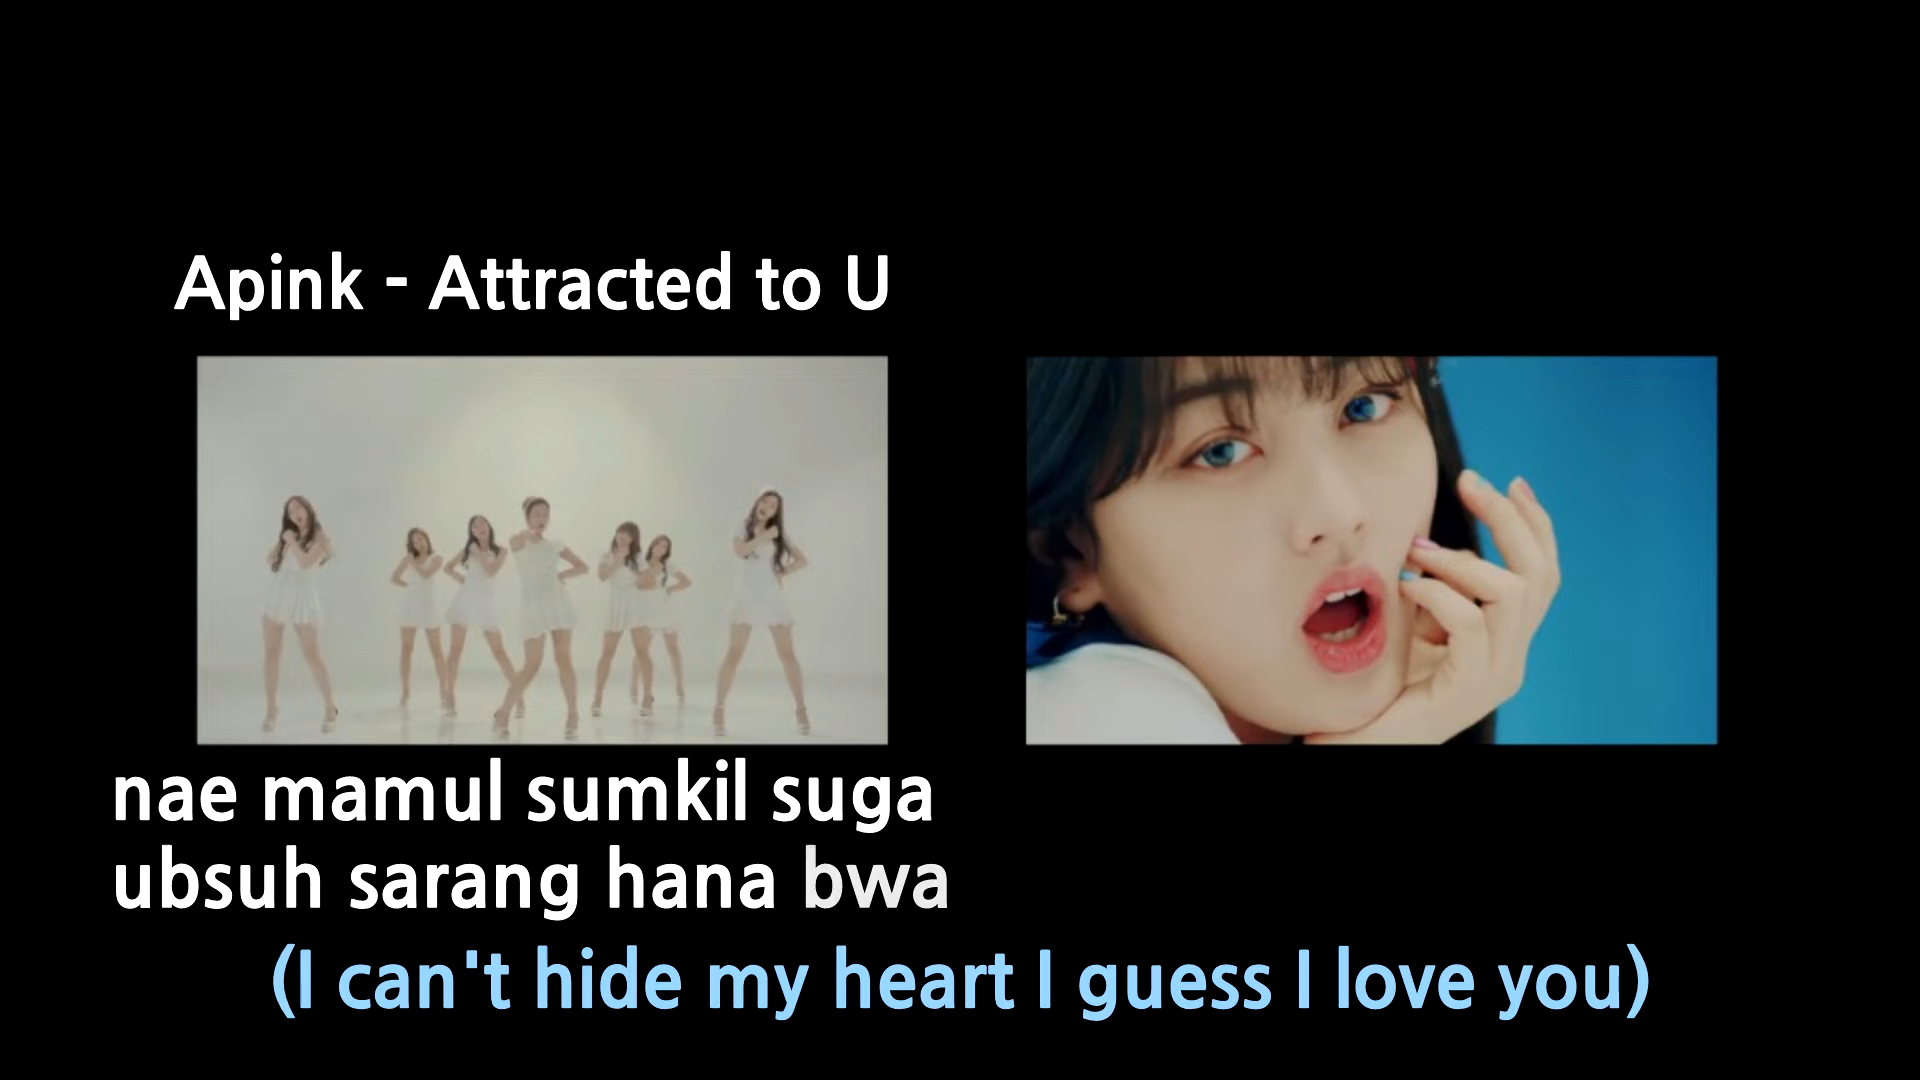 Apink - Attracted to U
nae mamul sumkil suga
ubsuh sarang hana bwa
(I can't hide my heart I guess I love you)